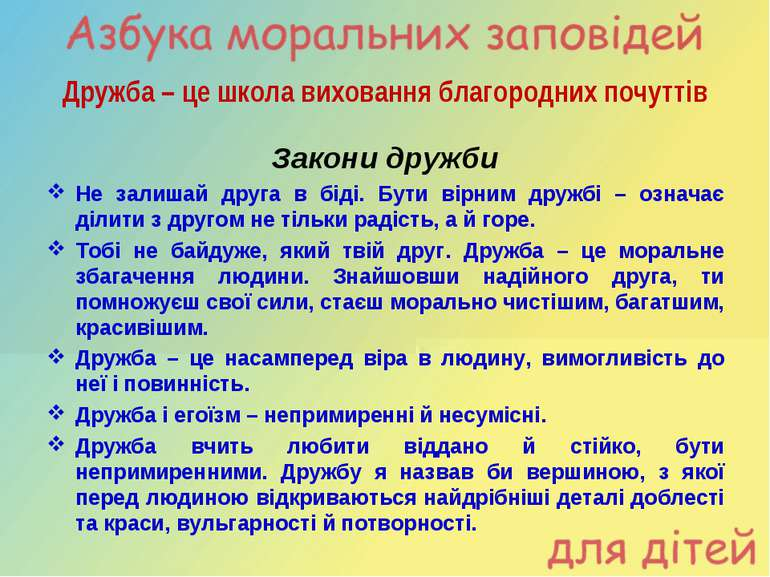 Азбука моральних заповідей
Дружба – це школа виховання благородних почуттів
Закони дружби
❖ Не залишай друга в біді. Бути вірним дружбі – означає
ділити з другом не тільки радість, а й горе.
❖ Тобі не байдуже, який твій друг. Дружба – це моральне
збагачення людини. Знайшовши надійного друга, ти
помножуєш свої сили, стаєш морально чистішим, багатшим,
красивішим.
❖ Дружба – це насамперед віра в людину, вимогливість до
неї і повинність.
❖ Дружба і егоїзм – непримиренні й несумісні.
❖ Дружба вчить любити віддано й стійко, бути
непримиренними. Дружбу я назвав би вершиною, з якої
перед людиною відкриваються найдрібніші деталі доблесті
та краси, вульгарності й потворності.
для дітей